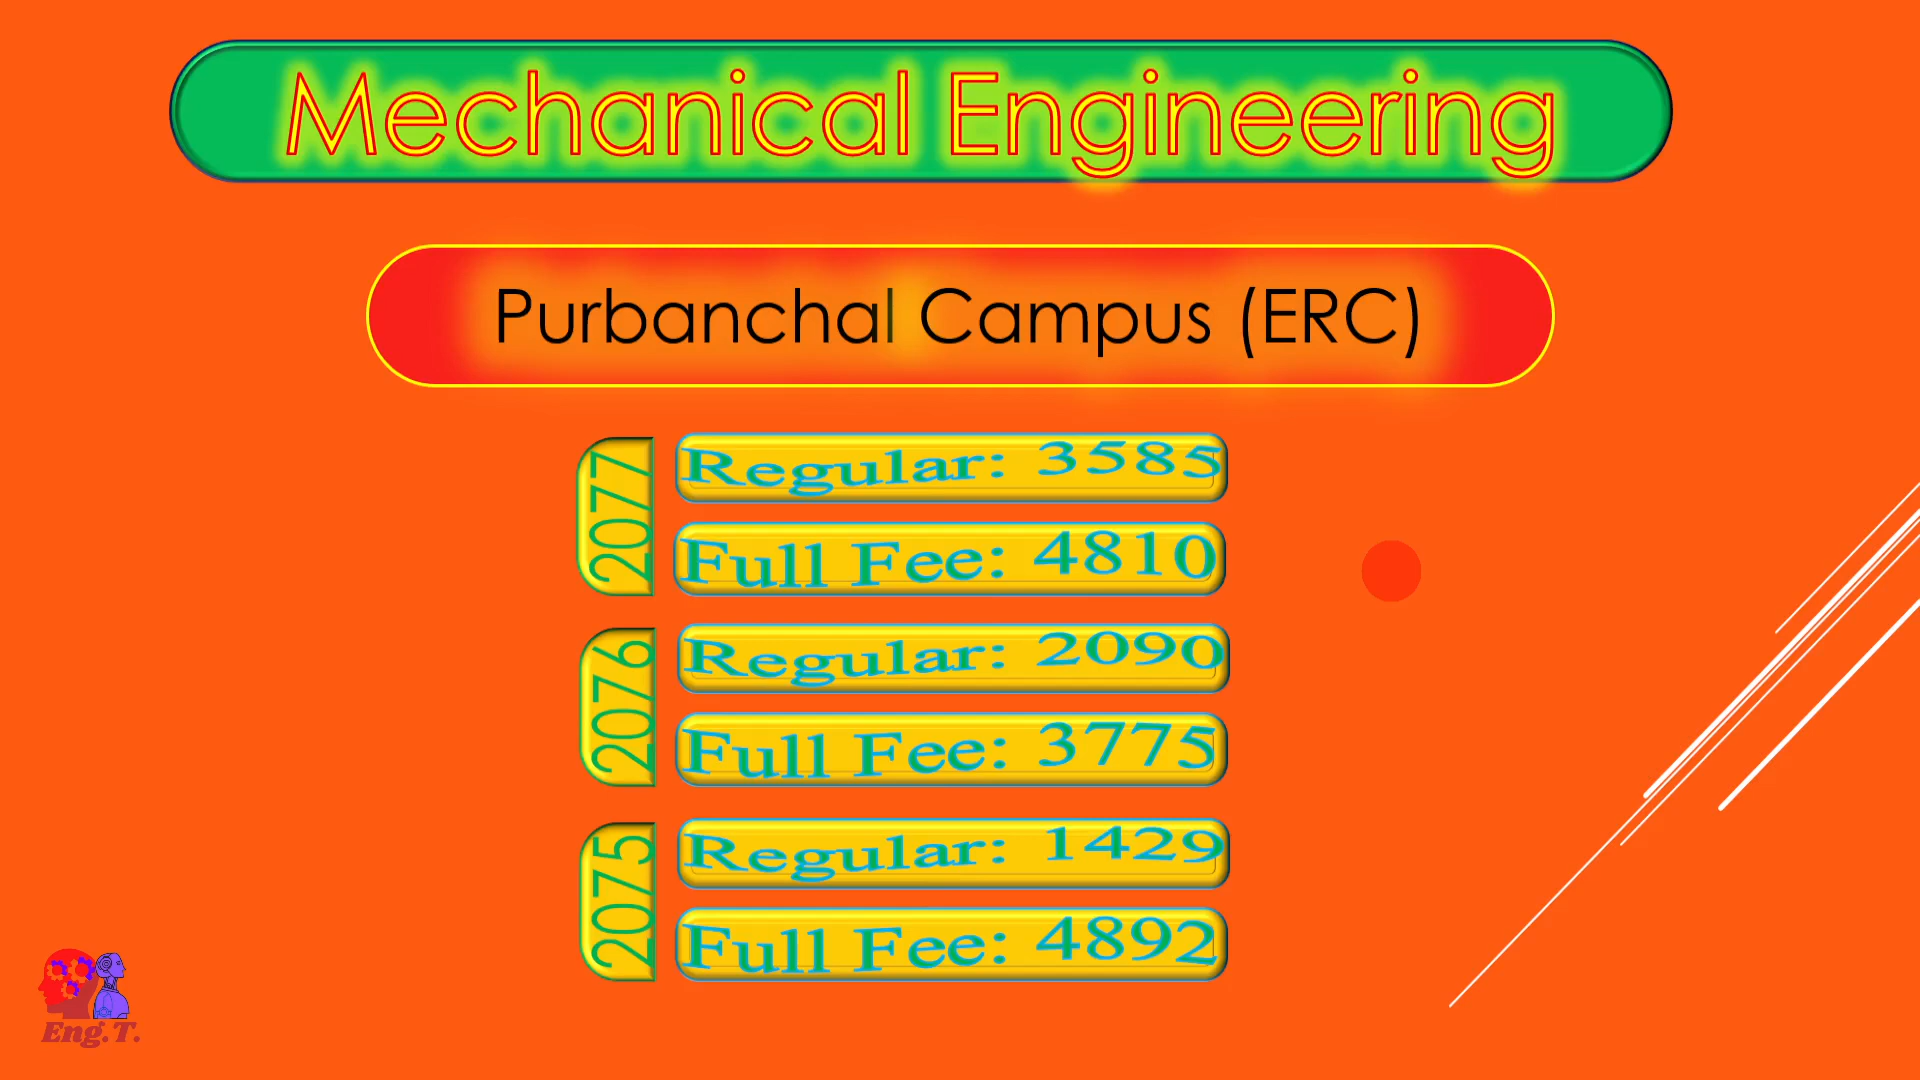 Mechanical Engineering
Purbanchal Campus (ERC)
2077
Regular: 3585
Full Fee: 4810
2076
Regular: 2090
Full Fee: 3775
2075
Regular: 1429
Full Fee: 4892
Eng.T.